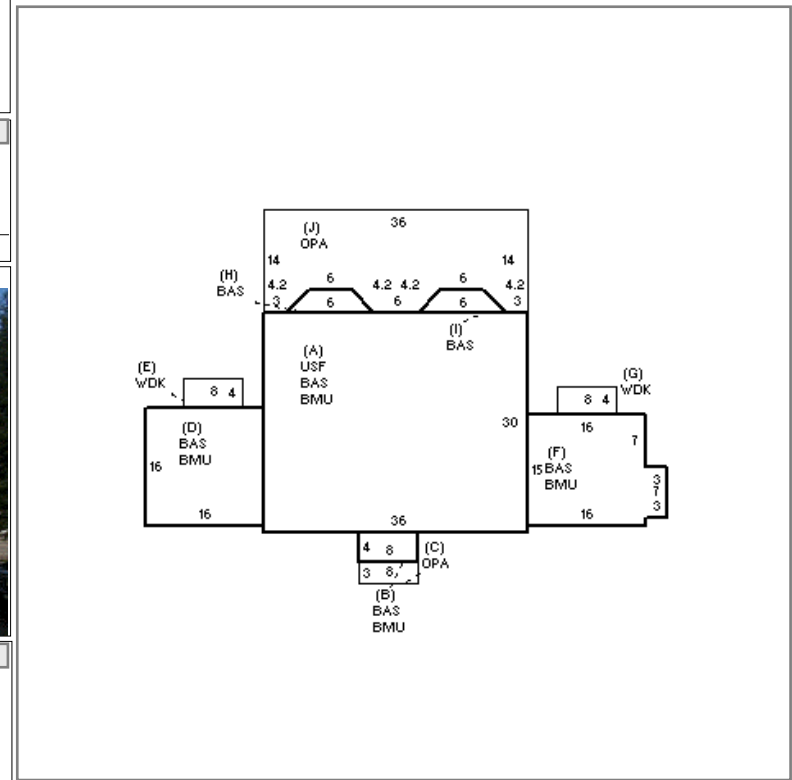 36
(J)
OPA
14 14
(H)
BAS
4.2 6 4.2 4.2 6 4.2
3 6 6 6 3
(I)
BAS
(A)
USF
BAS
BMU
30
36
(E)
WDK
8 4
(D)
BAS
BMU
16
16
(G)
WDK
8 4
16
7
(F)
15 BAS
BMU
3
7
3
16
4 8
(C)
OPA
3 8
(B)
BAS
BMU